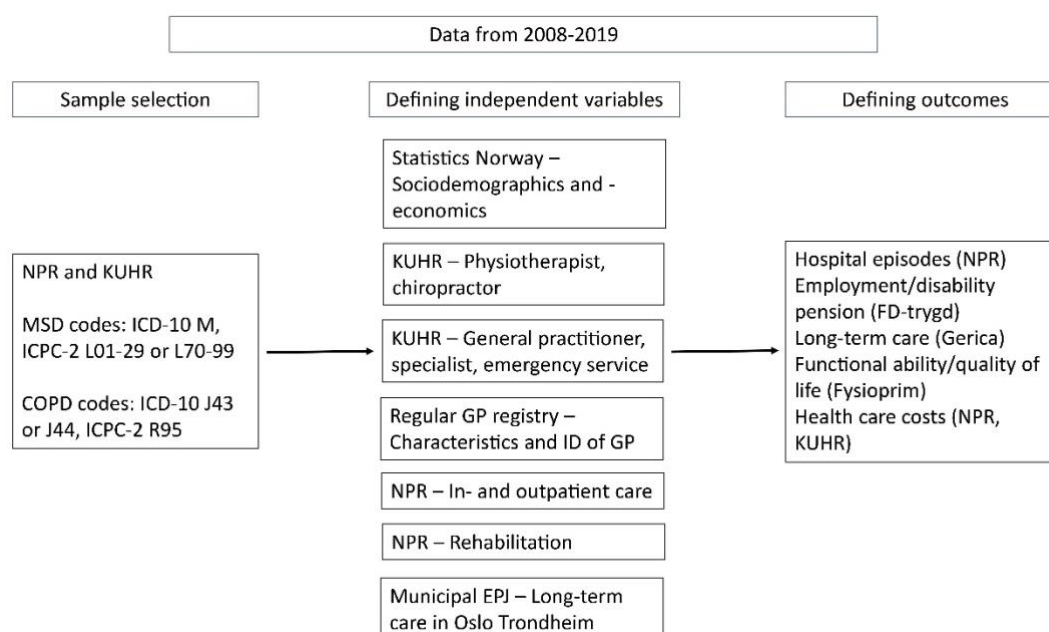 Data from 2008-2019
Sample selection
Defining independent variables
Defining outcomes
NPR and KUHR
MSD codes: ICD-10 M,
ICPC-2 L01-29 or L70-99
COPD codes: ICD-10 J43
or J44, ICPC-2 R95
Statistics Norway –
Sociodemographics and -
economics
KUHR – Physiotherapist,
chiropractor
KUHR – General practitioner,
specialist, emergency service
Regular GP registry –
Characteristics and ID of GP
NPR – In- and outpatient care
NPR – Rehabilitation
Municipal EPJ – Long-term
care in Oslo Trondheim
Hospital episodes (NPR)
Employment/disability
pension (FD-trygd)
Long-term care (Gerica)
Functional ability/quality of
life (Fysioprim)
Health care costs (NPR,
KUHR)